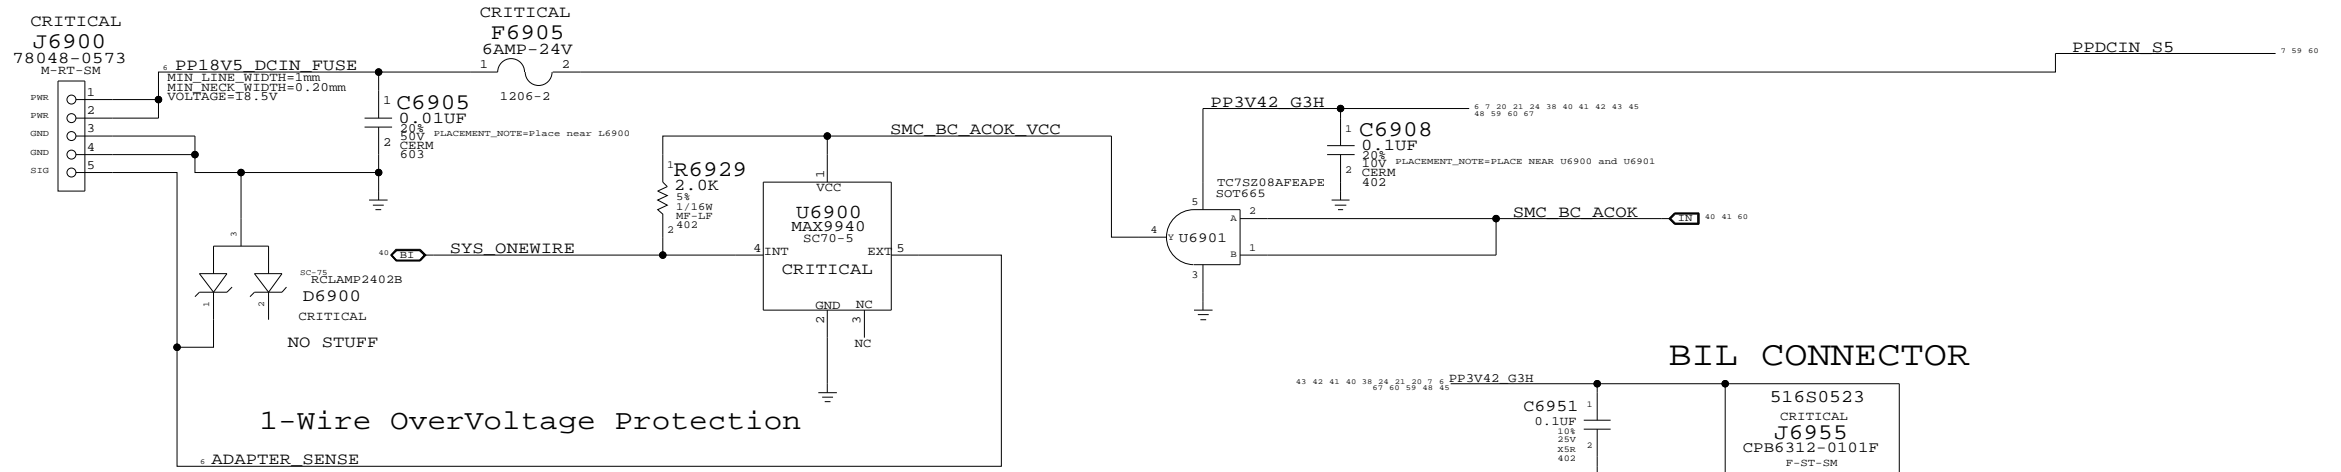 CRITICAL
J6900
78048-0573
M-RT-SM
PWR 1
PWR 2
GND 3
GND 4
SIG 5
6 PP18V5_DCIN_FUSE
MIN_LINE_WIDTH=1mm
MIN_NECK_WIDTH=0.20mm
VOLTAGE=18.5V
CRITICAL
F6905
6AMP-24V
1 2
1206-2
PPDCIN_S5 7 59 60
1 C6905
0.01UF
20%
50V PLACEMENT_NOTE=Place near L6900
2 CERM
603
3
SC-75
RCLAMP2402B
1 2
D6900
CRITICAL
NO STUFF
SMC_BC_ACOK_VCC
1 R6929
2.0K
5%
1/16W
MF-LF
2 402
40 BI SYS_ONEWIRE
1
VCC
U6900
MAX9940
SC70-5
4 INT EXT 5
CRITICAL
GND NC
2 3
NC
1-Wire OverVoltage Protection
6 ADAPTER_SENSE
PP3V42_G3H 6 7 20 21 24 38 40 41 42 43 45
48 59 60 67
1 C6908
0.1UF
20%
10V PLACEMENT_NOTE=PLACE NEAR U6900 and U6901
2 CERM
402
TC7SZ08AFEAPE
SOT665
5
A 2
4 Y U6901
B 1
3
SMC_BC_ACOK IN 40 41 60
BIL CONNECTOR
43 42 41 40 38 24 21 20 7 6 PP3V42_G3H
67 60 59 48 45
C6951 1
0.1UF
10%
25V
X5R 2
402
516S0523
CRITICAL
J6955
CPB6312-0101F
F-ST-SM